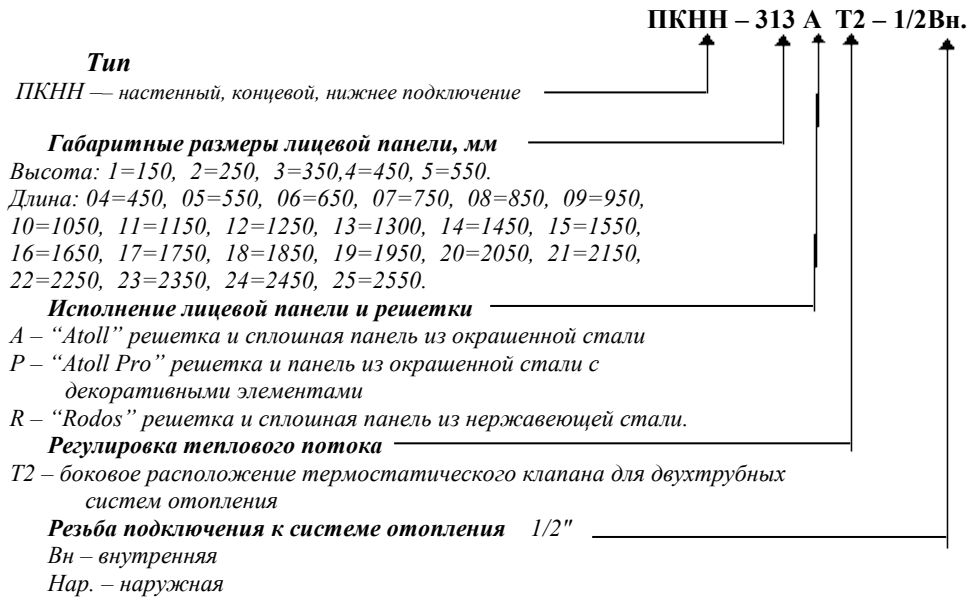 ПКНН – 313 А Т2 – 1/2Вн.
Тип
ПКНН –– настенный, концевой, нижнее подключение
Габаритные размеры лицевой панели, мм
Высота: 1=150, 2=250, 3=350,4=450, 5=550.
Длина: 04=450, 05=550, 06=650, 07=750, 08=850, 09=950,
10=1050, 11=1150, 12=1250, 13=1300, 14=1450, 15=1550,
16=1650, 17=1750, 18=1850, 19=1950, 20=2050, 21=2150,
22=2250, 23=2350, 24=2450, 25=2550.
Исполнение лицевой панели и решетки
А – “Atoll” решетка и сплошная панель из окрашенной стали
Р – “Atoll Pro” решетка и панель из окрашенной стали с
декоративными элементами
R – “Rodos” решетка и сплошная панель из нержавеющей стали.
Регулировка теплового потока
Т2 – боковое расположение термостатического клапана для двухтрубных
систем отопления
Резьба подключения к системе отопления 1/2"
Вн – внутренняя
Нар. – наружная